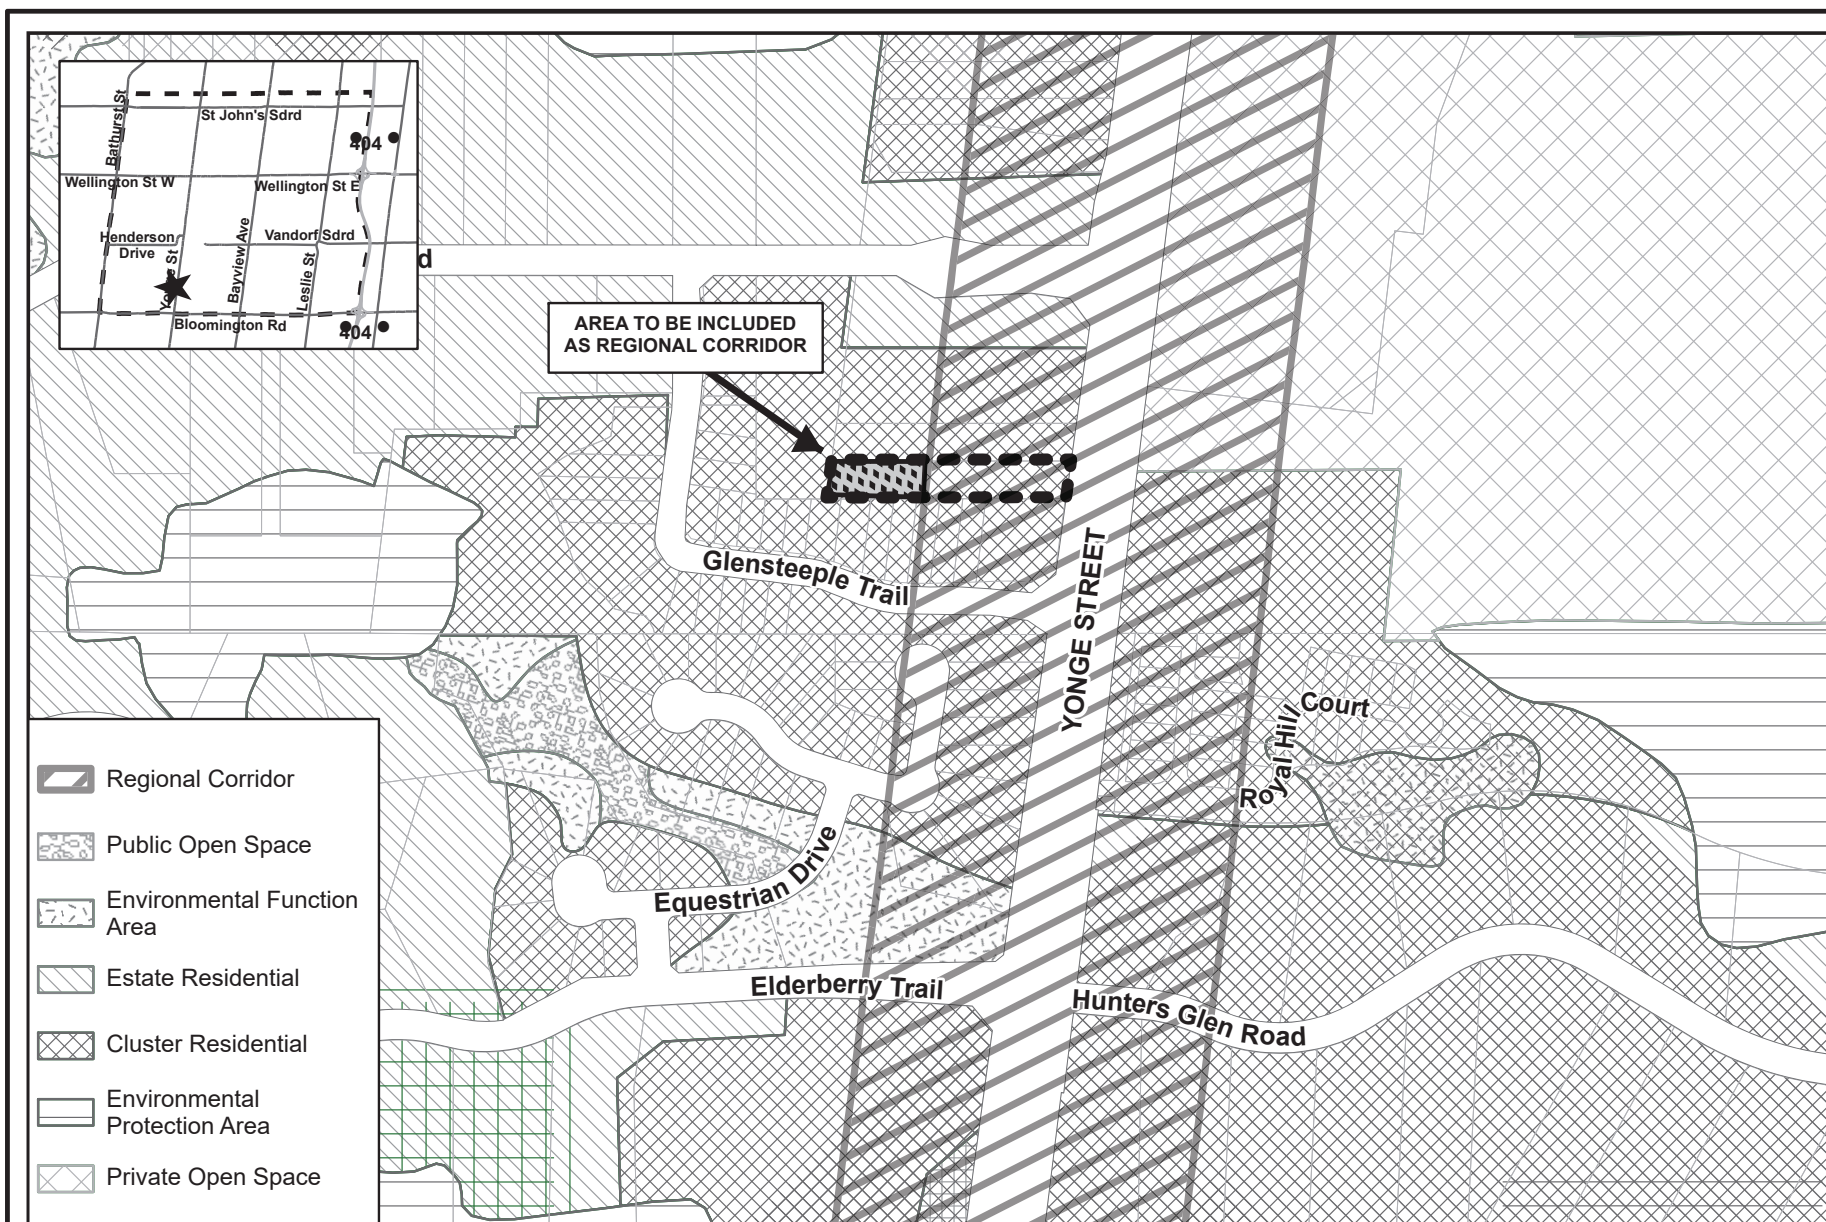 Bathurst St
St John's Sdrd
404
Wellington St W
Wellington St E
Henderson
Drive
Bayview Ave
Vandorf Sdrd
St
Leslie St
Bloomington Rd
404
d
AREA TO BE INCLUDED
AS REGIONAL CORRIDOR
Glensteeple Trail
YONGE STREET
Royal Hill Court
Equestrian Drive
Elderberry Trail
Hunters Glen Road
Regional Corridor
Public Open Space
Environmental Function
Area
Estate Residential
Cluster Residential
Environmental
Protection Area
Private Open Space